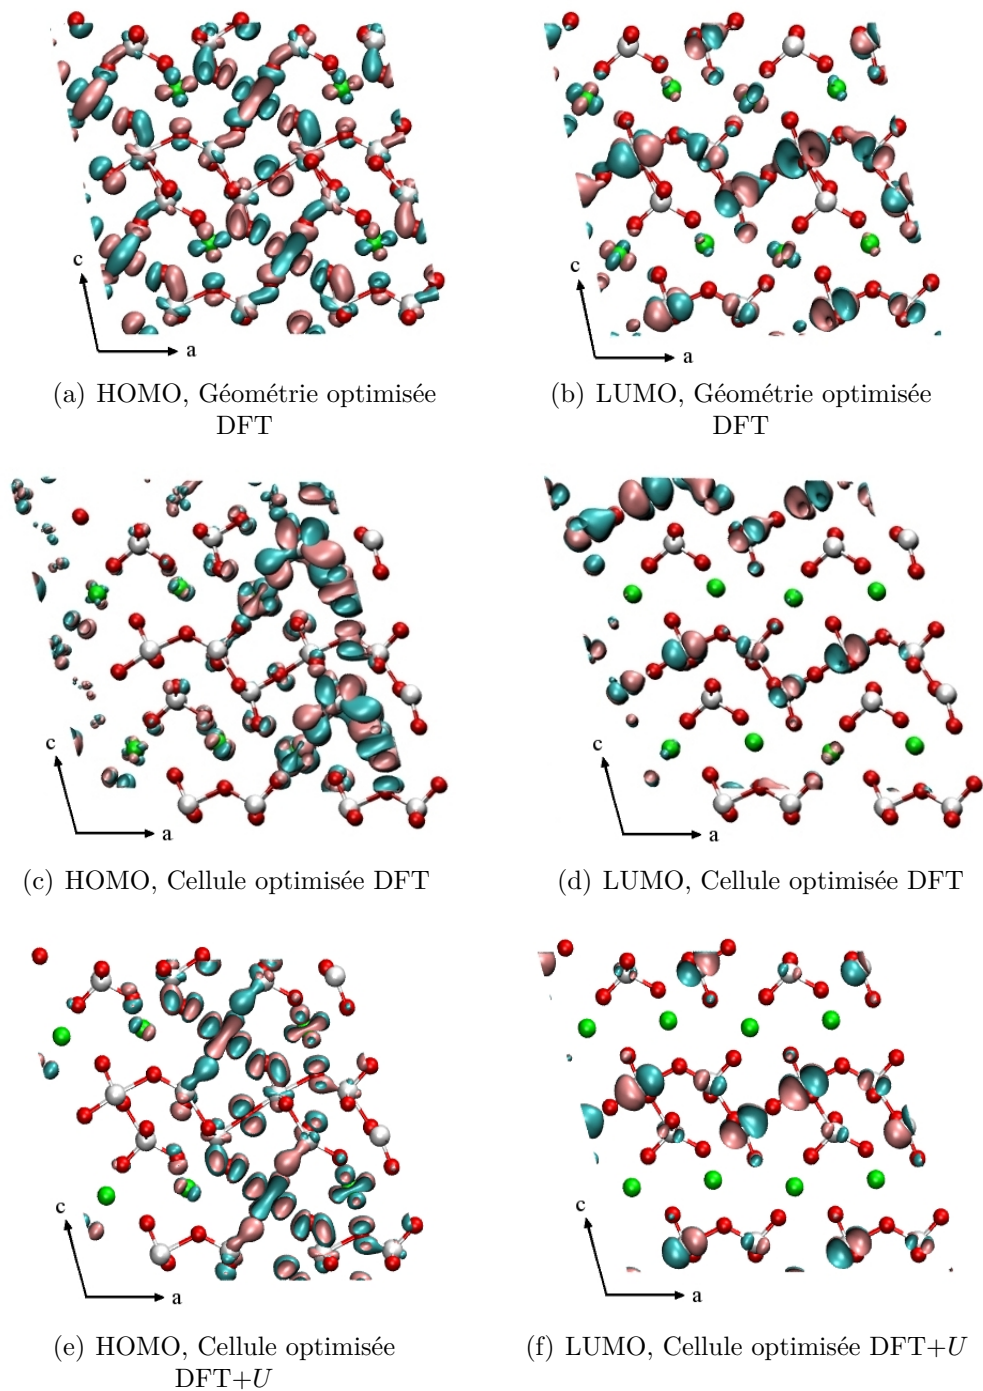 c
a
c
a
(a) HOMO, Géométrie optimisée
DFT
(b) LUMO, Géométrie optimisée
DFT
c
a
c
a
(c) HOMO, Cellule optimisée DFT
(d) LUMO, Cellule optimisée DFT
c
a
c
a
(e) HOMO, Cellule optimisée
DFT+U
(f) LUMO, Cellule optimisée DFT+U